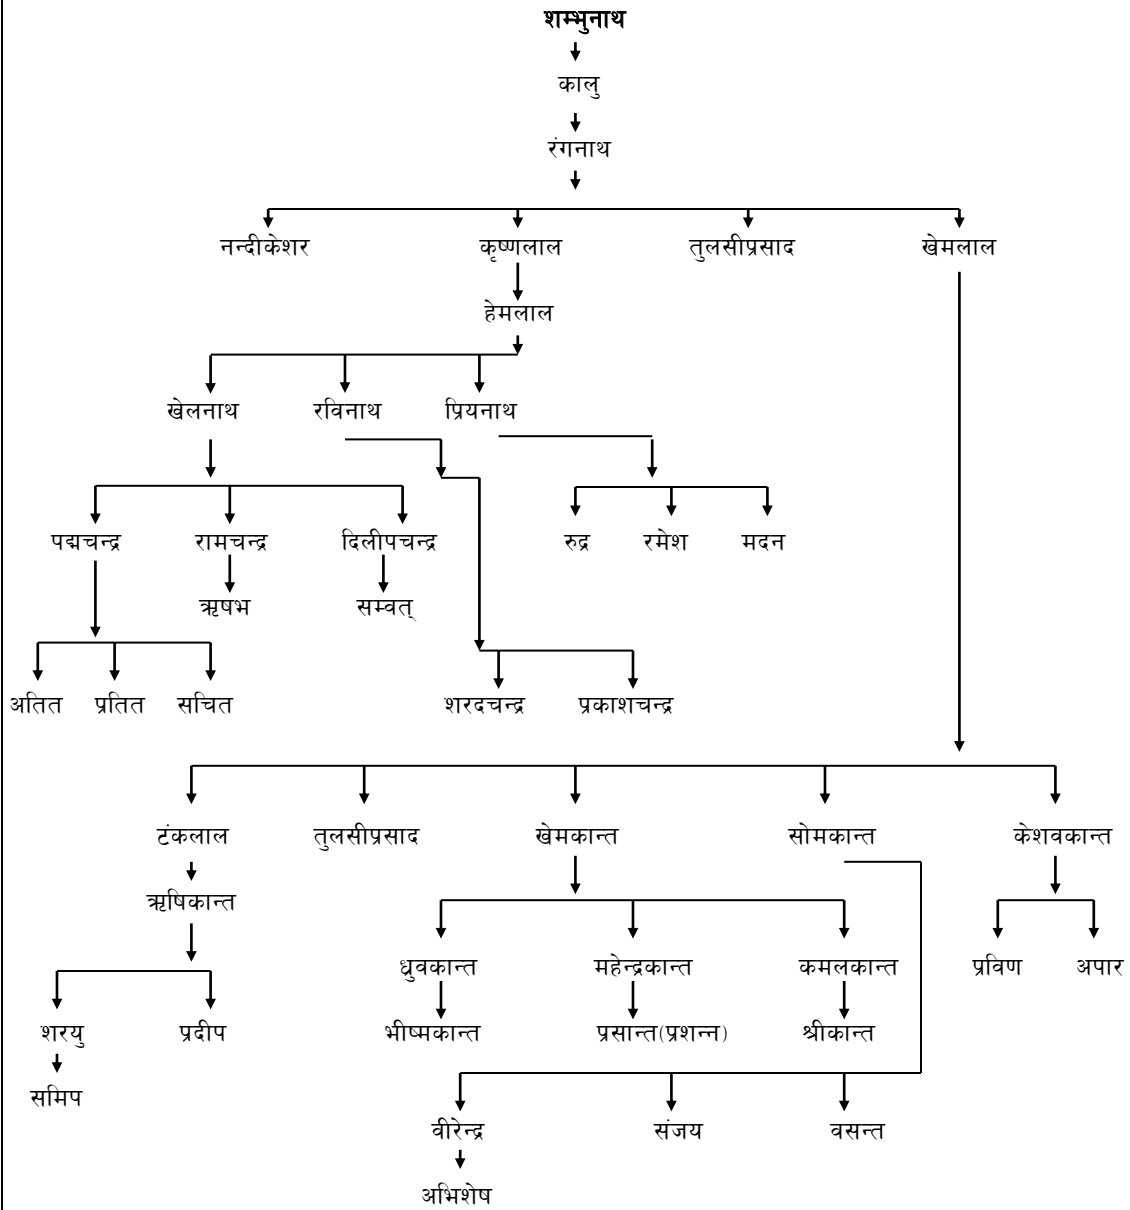 शम्भुनाथ
कालु
रंगनाथ
नन्दीकेशर कृष्णलाल तुलसीप्रसाद खेमलाल
हेमलाल
खेलनाथ रविनाथ प्रियनाथ
पद्मचन्द्र रामचन्द्र दिलीपचन्द्र रुद्र रमेश मदन
ऋषभ सम्वत्
अतित प्रतित सचित शरदचन्द्र प्रकाशचन्द्र
टंकलाल तुलसीप्रसाद खेमकान्त सोमकान्त केशवकान्त
ऋषिकान्त
ध्रुवकान्त महेन्द्रकान्त कमलकान्त प्रविण अपार
शरयु प्रदीप भीष्मकान्त प्रसान्त(प्रशन्न) श्रीकान्त
समिप
वीरेन्द्र संजय वसन्त
अभिशेष